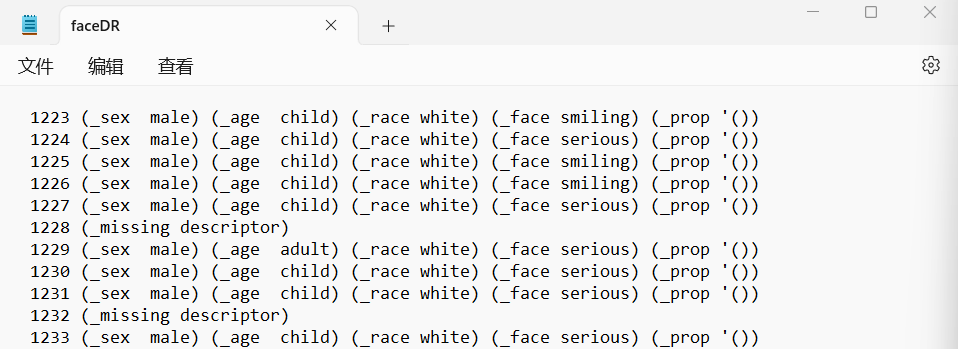 faceDR
文件 编辑 查看
1223 (_sex  male) (_age  child) (_race white) (_face smiling) (_prop '())
1224 (_sex  male) (_age  child) (_race white) (_face serious) (_prop '())
1225 (_sex  male) (_age  child) (_race white) (_face smiling) (_prop '())
1226 (_sex  male) (_age  child) (_race white) (_face smiling) (_prop '())
1227 (_sex  male) (_age  child) (_race white) (_face serious) (_prop '())
1228 (_missing descriptor)
1229 (_sex  male) (_age  adult) (_race white) (_face serious) (_prop '())
1230 (_sex  male) (_age  child) (_race white) (_face serious) (_prop '())
1231 (_sex  male) (_age  child) (_race white) (_face serious) (_prop '())
1232 (_missing descriptor)
1233 (_sex  male) (_age  child) (_race white) (_face serious) (_prop '())